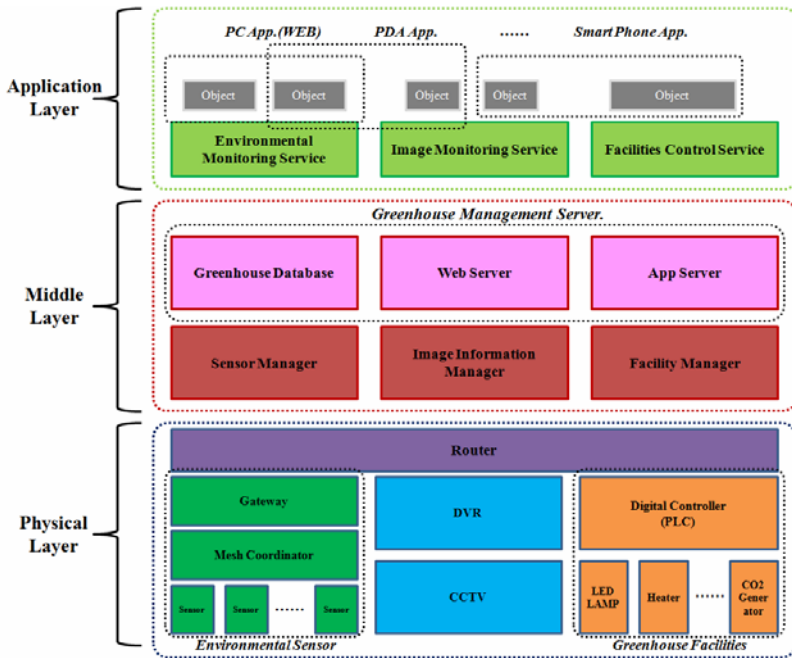 PC App.(WEB) PDA App. ...... Smart Phone App.
Application
Layer
Object Object Object Object Object
Environmental
Monitoring Service
Image Monitoring Service
Facilities Control Service
Greenhouse Management Server.
Middle
Layer
Greenhouse Database
Web Server
App Server
Sensor Manager
Image Information
Manager
Facility Manager
Physical
Layer
Router
Gateway
DVR
Digital Controller
(PLC)
Mesh Coordinator
CCTV
Sensor Sensor ...... Sensor
LED
LAMP
Heater
......
CO2
Gener
ator
Environmental Sensor
Greenhouse Facilities